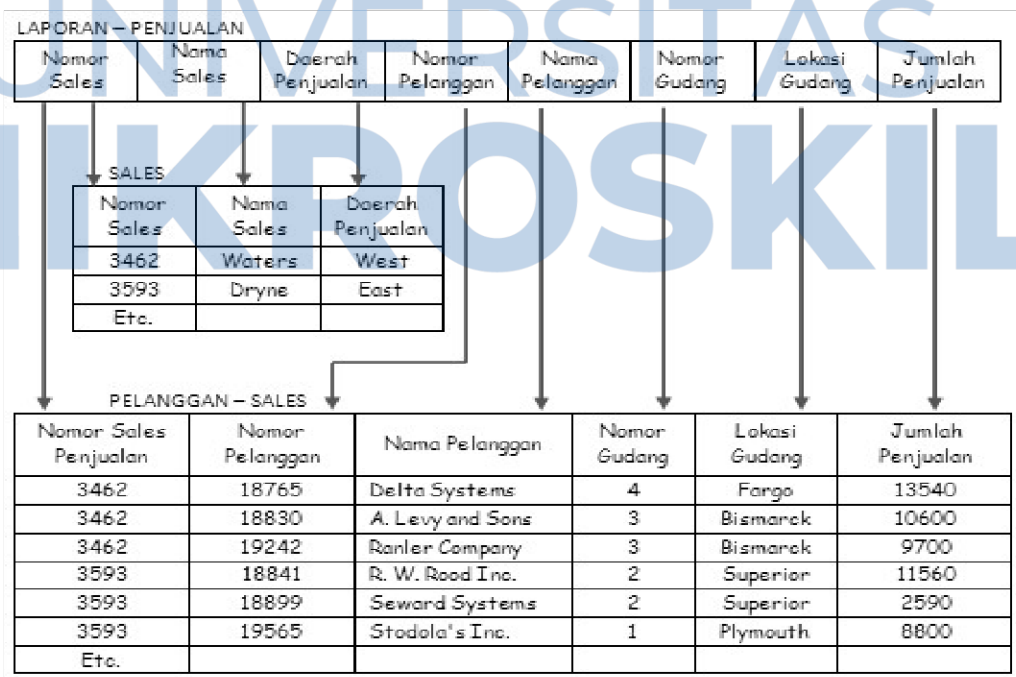 UNIVERSITAS
MIKROSKIL
LAPORAN – PENJUALAN
Nomor Sales | Nama Sales | Daerah Penjualan | Nomor Pelanggan | Nama Pelanggan | Nomor Gudang | Lokasi Gudang | Jumlah Penjualan
SALES
Nomor Sales | Nama Sales | Daerah Penjualan
3462 | Waters | West
3593 | Dryne | East
Etc.
PELANGGAN – SALES
Nomor Sales Penjualan | Nomor Pelanggan | Nama Pelanggan | Nomor Gudang | Lokasi Gudang | Jumlah Penjualan
3462 | 18765 | Delta Systems | 4 | Fargo | 13540
3462 | 18830 | A. Levy and Sons | 3 | Bismarck | 10600
3462 | 19242 | Ranler Company | 3 | Bismarck | 9700
3593 | 18841 | R. W. Rood Inc. | 2 | Superior | 11560
3593 | 18899 | Seward Systems | 2 | Superior | 2590
3593 | 19565 | Stodola's Inc. | 1 | Plymouth | 8800
Etc.